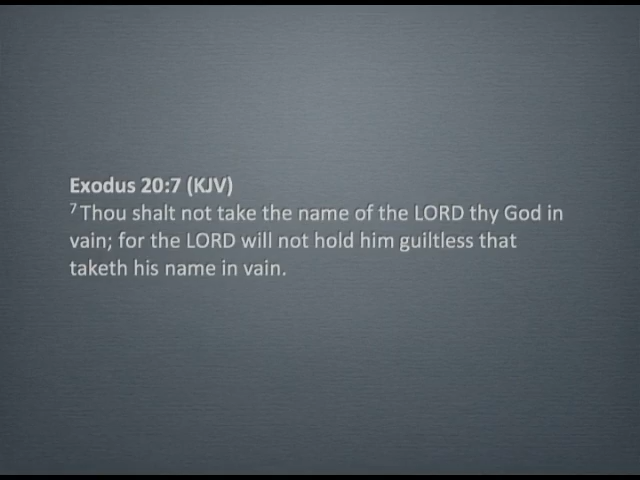 Exodus 20:7 (KJV)
7 Thou shalt not take the name of the LORD thy God in
vain; for the LORD will not hold him guiltless that
taketh his name in vain.